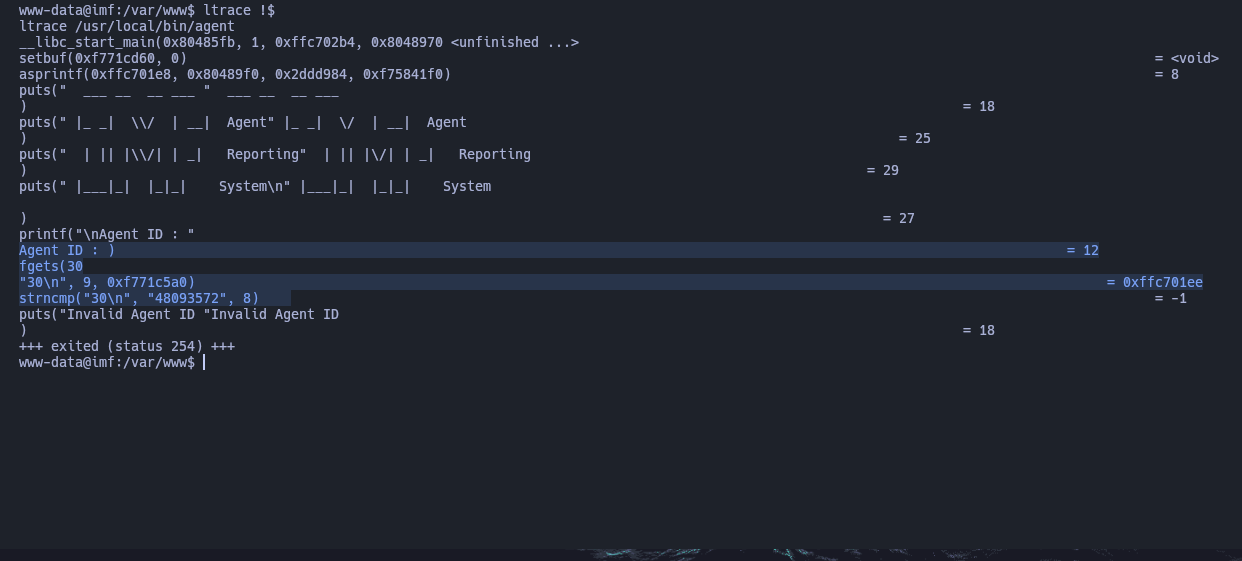 www-data@imf:/var/www$ ltrace !$
ltrace /usr/local/bin/agent
__libc_start_main(0x80485fb, 1, 0xffc702b4, 0x8048970 <unfinished ...>
setbuf(0xf771cd60, 0) = <void>
asprintf(0xffc701e8, 0x80489f0, 0x2ddd984, 0xf75841f0) = 8
puts("  ___ __  __ ___ "  ___ __  __ ___
) = 18
puts(" |_ _|  \\/  | __|  Agent" |_ _|  \/  | __|  Agent
) = 25
puts("  | || |\\/| | _|   Reporting"  | || |\/| | _|   Reporting
) = 29
puts(" |___|_|  |_|_|    System\n" |___|_|  |_|_|    System
) = 27
printf("\nAgent ID : "
Agent ID : ) = 12
fgets(30
"30\n", 9, 0xf771c5a0) = 0xffc701ee
strncmp("30\n", "48093572", 8) = -1
puts("Invalid Agent ID "Invalid Agent ID
) = 18
+++ exited (status 254) +++
www-data@imf:/var/www$